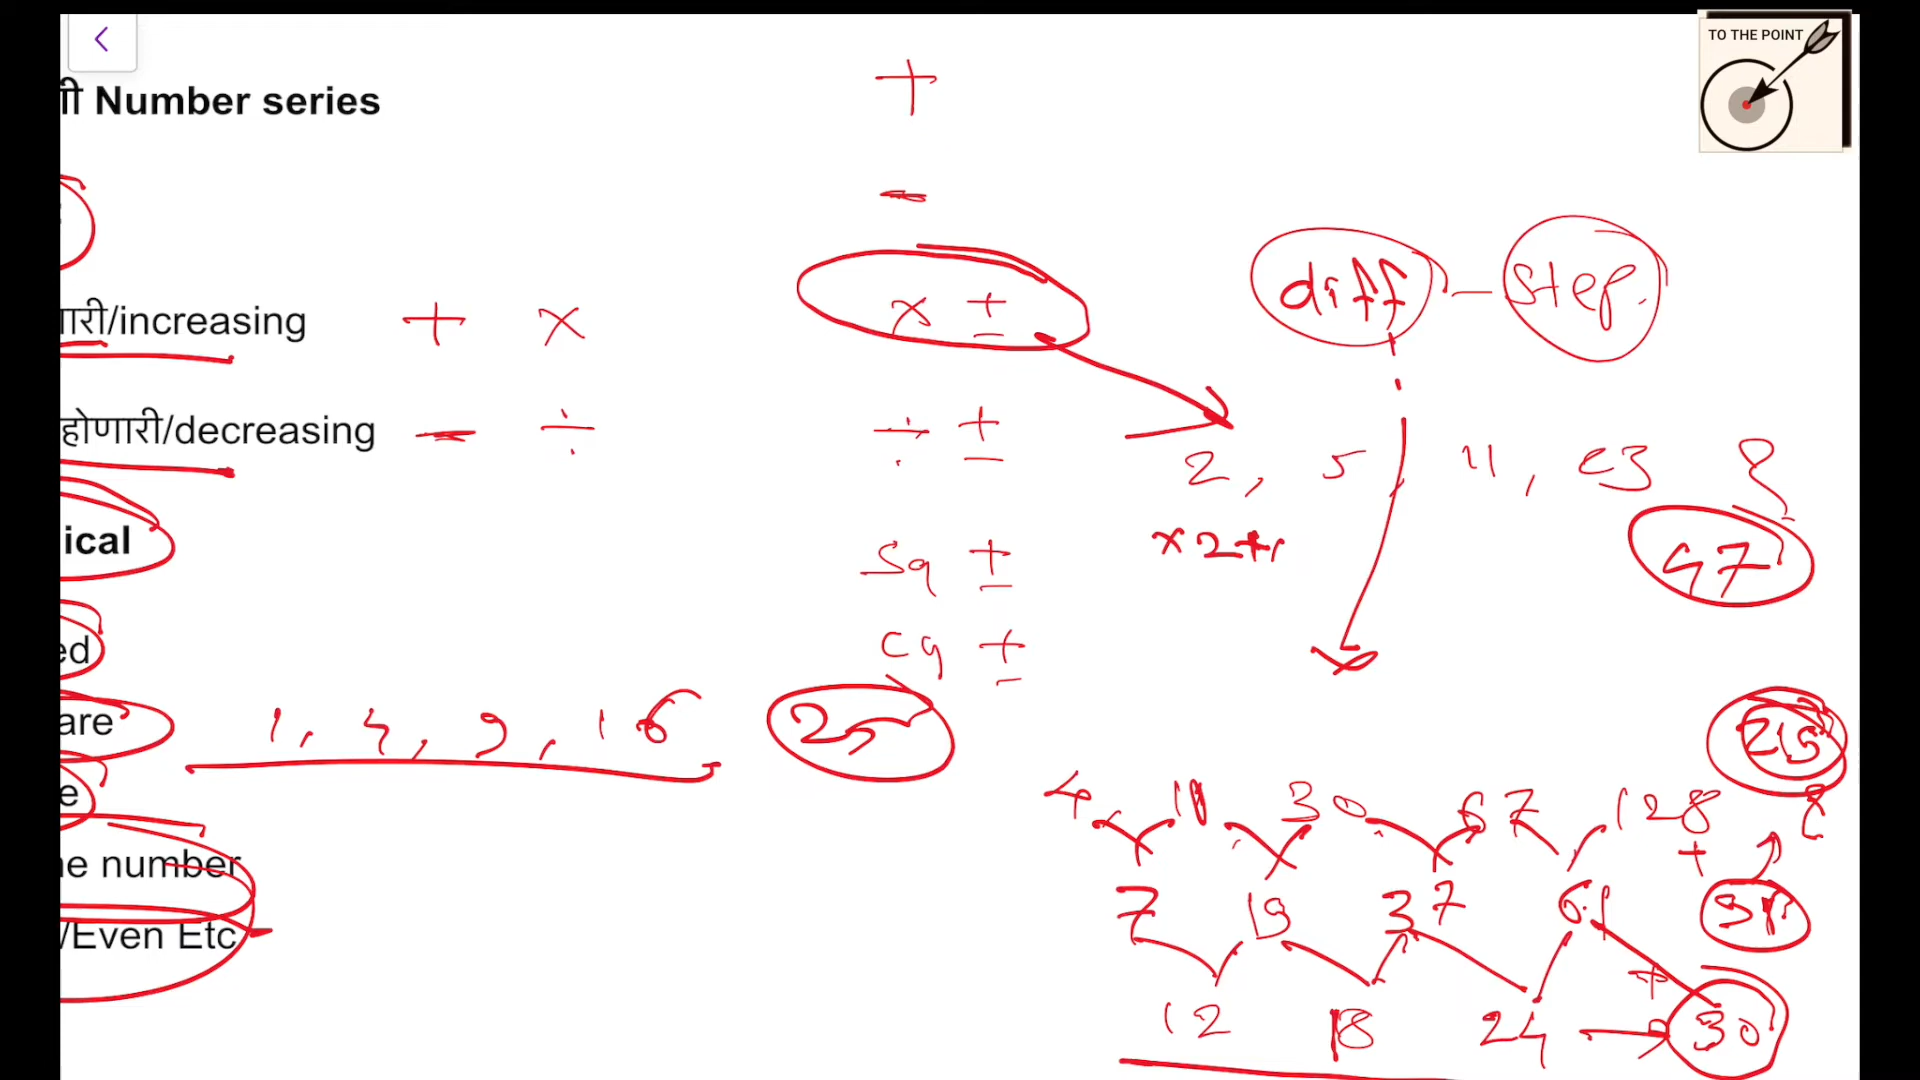 TO THE POINT
णी Number series
+
-
diff - step.
णारी/increasing + × × ±
होणारी/decreasing - ÷ ÷ ±
2, 5, 11, 23 ?
ical
×2+1
47
Sq ±
ed
cq ±
are 1, 4, 9, 16 25
215
e
4 11 30 67 128 ?
+
ne number
7 19 37 61 91
/Even Etc
+
12 18 24 → 30